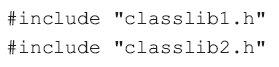 #include "classlib1.h"
#include "classlib2.h"